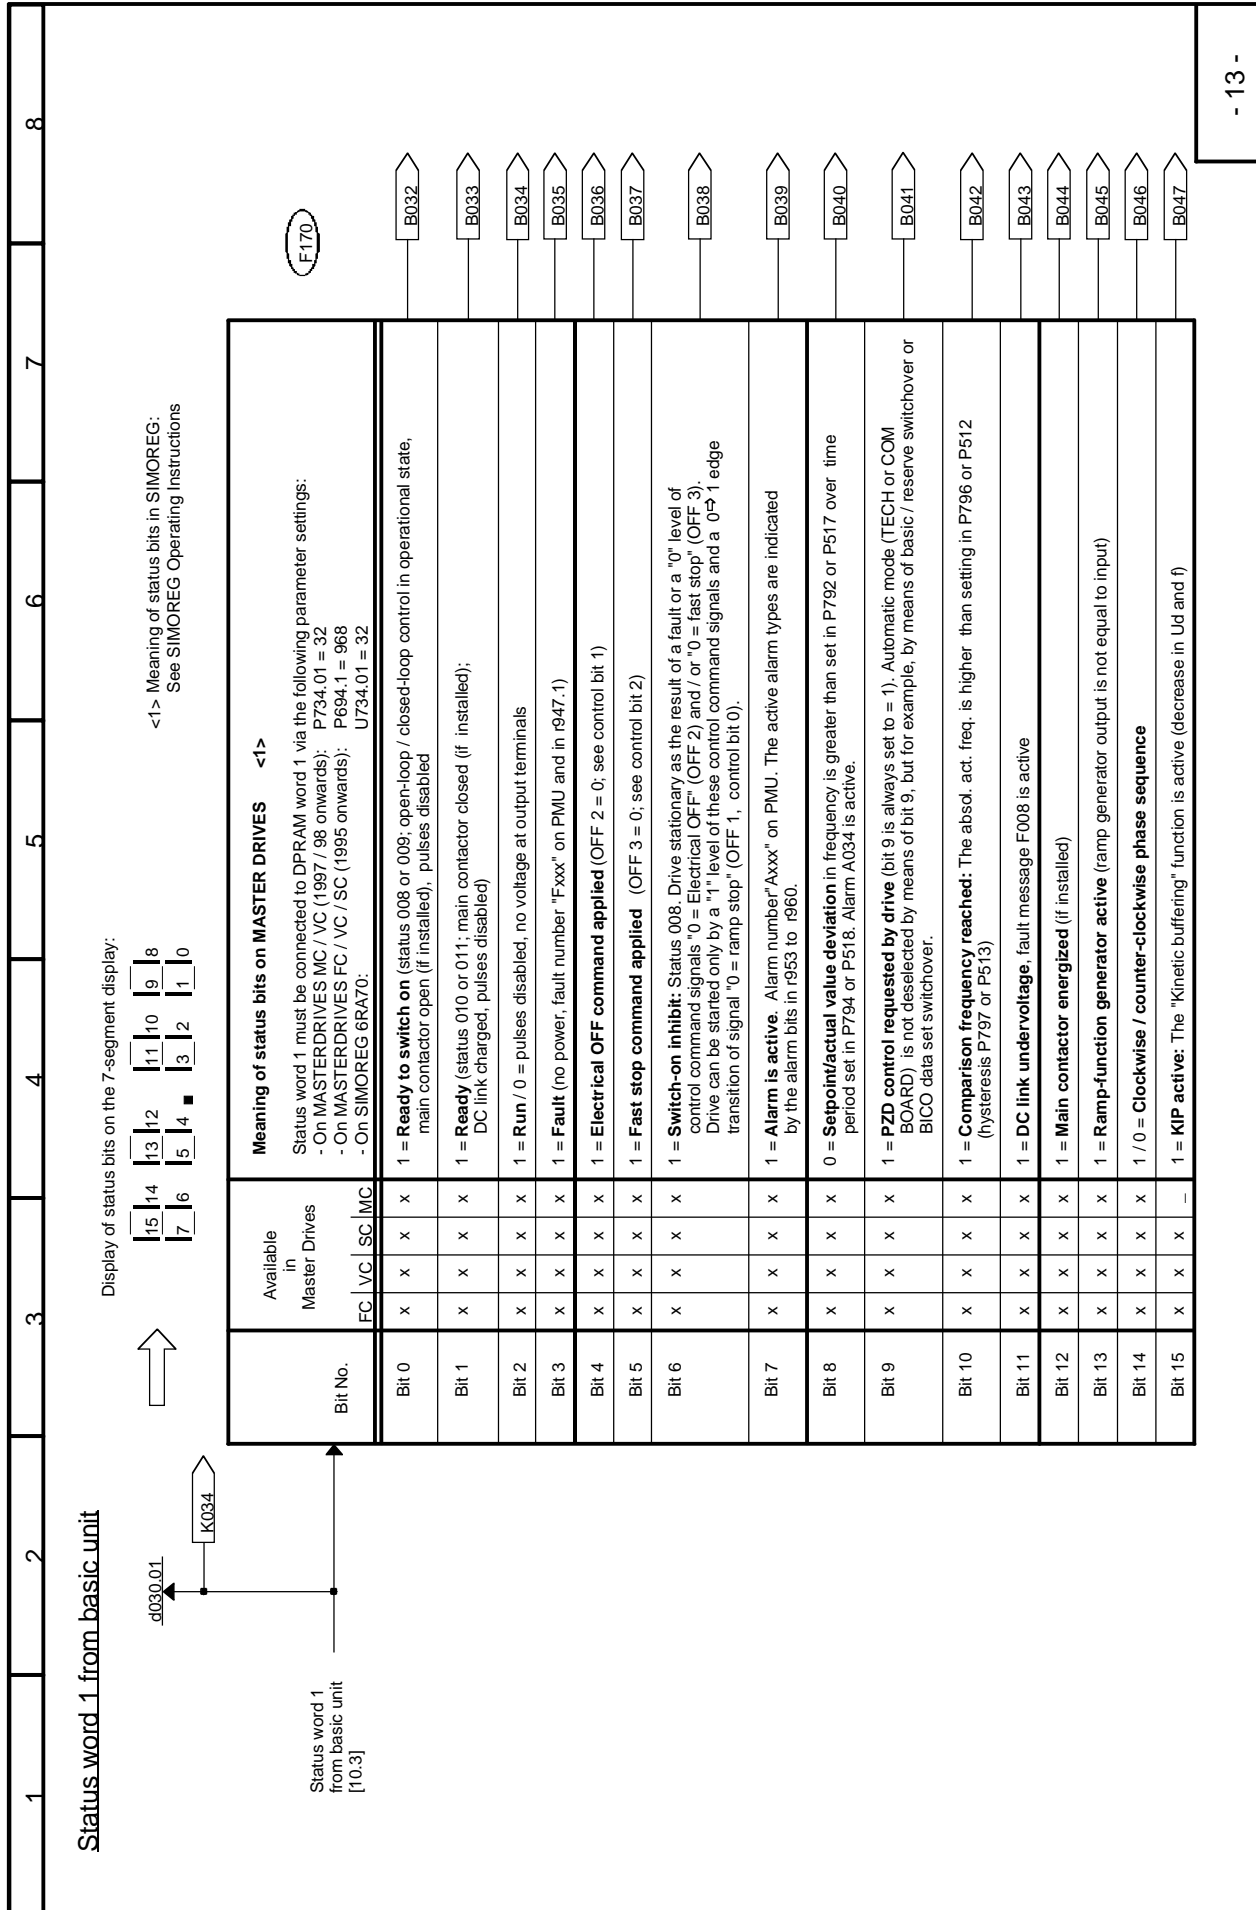 1 2 3 4 5 6 7 8
Status word 1 from basic unit
Display of status bits on the 7-segment display:
15 14 13 12 11 10 9 8
7 6 5 4 3 2 1 0
<1> Meaning of status bits in SIMOREG:
See SIMOREG Operating Instructions
d030.01
K034
Status word 1
from basic unit
[10.3]
F170
Bit No.
Available
in
Master Drives
FC VC SC MC
Meaning of status bits on MASTER DRIVES <1>
Status word 1 must be connected to DPRAM word 1 via the following parameter settings:
- On MASTERDRIVES MC / VC (1997 / 98 onwards): P734.01 = 32
- On MASTERDRIVES FC / VC / SC (1995 onwards): P694.1 = 968
- On SIMOREG 6RA70: U734.01 = 32
Bit 0 x x x x 1 = Ready to switch on (status 008 or 009; open-loop / closed-loop control in operational state, B032
main contactor open (if installed), pulses disabled
Bit 1 x x x x 1 = Ready (status 010 or 011; main contactor closed (if installed); B033
DC link charged, pulses disabled)
Bit 2 x x x x 1 = Run / 0 = pulses disabled, no voltage at output terminals B034
Bit 3 x x x x 1 = Fault (no power, fault number "Fxxx" on PMU and in r947.1) B035
Bit 4 x x x x 1 = Electrical OFF command applied (OFF 2 = 0; see control bit 1) B036
Bit 5 x x x x 1 = Fast stop command applied (OFF 3 = 0; see control bit 2) B037
Bit 6 x x x x 1 = Switch-on inhibit: Status 008. Drive stationary as the result of a fault or a "0" level of B038
control command signals "0 = Electrical OFF" (OFF 2) and / or "0 = fast stop" (OFF 3).
Drive can be started only by a "1" level of these control command signals and a 0⇨1 edge
transition of signal "0 = ramp stop" (OFF 1, control bit 0).
Bit 7 x x x x 1 = Alarm is active. Alarm number"Axxx" on PMU. The active alarm types are indicated B039
by the alarm bits in r953 to r960.
Bit 8 x x x x 0 = Setpoint/actual value deviation in frequency is greater than set in P792 or P517 over time B040
period set in P794 or P518. Alarm A034 is active.
Bit 9 x x x x 1 = PZD control requested by drive (bit 9 is always set to = 1). Automatic mode (TECH or COM B041
BOARD) is not deselected by means of bit 9, but for example, by means of basic / reserve switchover or
BICO data set switchover.
Bit 10 x x x x 1 = Comparison frequency reached: The absol. act. freq. is higher than setting in P796 or P512 B042
(hysteresis P797 or P513)
Bit 11 x x x x 1 = DC link undervoltage, fault message F008 is active B043
Bit 12 x x x x 1 = Main contactor energized (if installed) B044
Bit 13 x x x x 1 = Ramp-function generator active (ramp generator output is not equal to input) B045
Bit 14 x x x x 1 / 0 = Clockwise / counter-clockwise phase sequence B046
Bit 15 x x x – 1 = KIP active: The "Kinetic buffering" function is active (decrease in Ud and f) B047
- 13 -